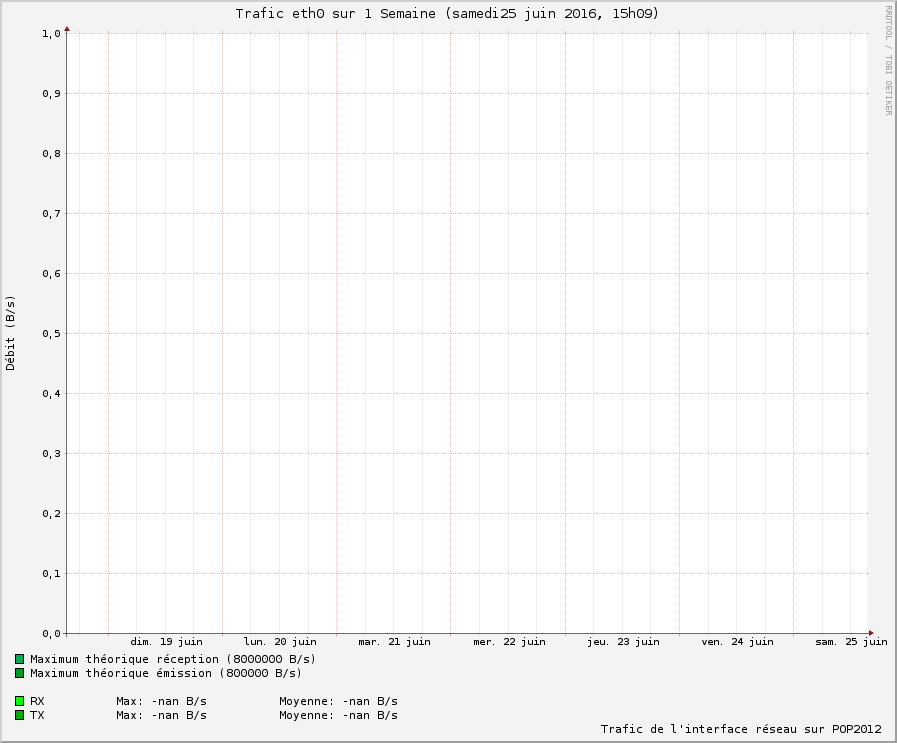 Trafic eth0 sur 1 Semaine (samedi25 juin 2016, 15h09)
RRDTOOL / TOBI OETIKER
Débit (B/s)
1,0
0,9
0,8
0,7
0,6
0,5
0,4
0,3
0,2
0,1
0,0
dim. 19 juin lun. 20 juin mar. 21 juin mer. 22 juin jeu. 23 juin ven. 24 juin sam. 25 juin
Maximum théorique réception (8000000 B/s)
Maximum théorique émission (800000 B/s)
RX Max: -nan B/s Moyenne: -nan B/s
TX Max: -nan B/s Moyenne: -nan B/s
Trafic de l'interface réseau sur POP2012